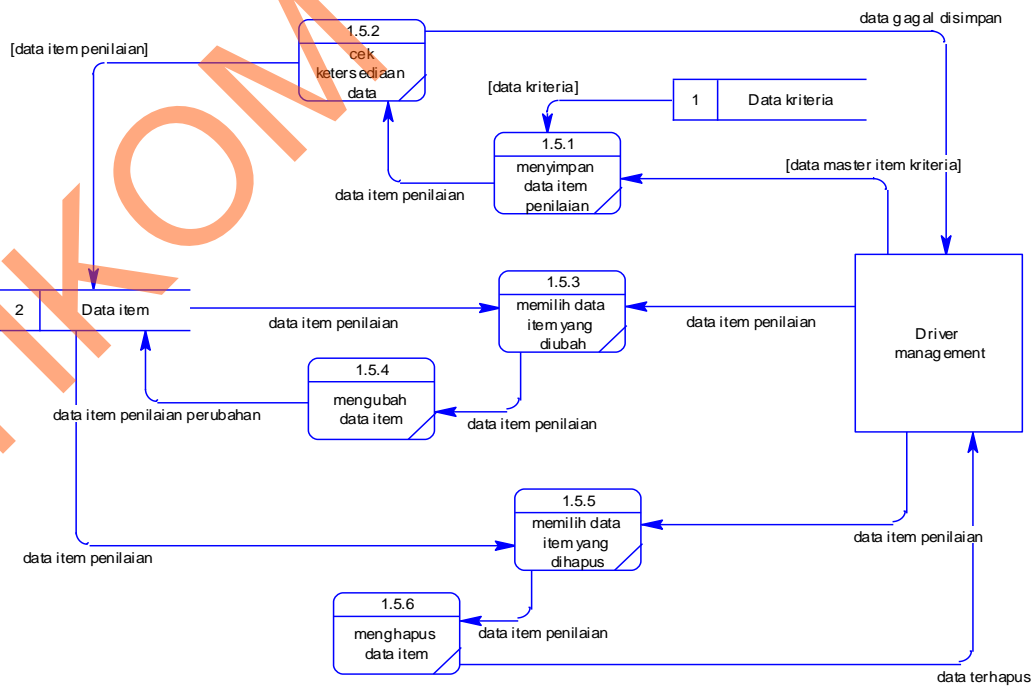 data gagal disimpan
1.5.2
cek
ketersediaan
data
[data item penilaian]
[data kriteria]
1
Data kriteria
1.5.1
menyimpan
data item
penilaian
[data master item kriteria]
data item penilaian
2
Data item
1.5.3
memilih data
item yang
diubah
data item penilaian
data item penilaian
Driver
management
1.5.4
mengubah
data item
data item penilaian perubahan
data item penilaian
1.5.5
memilih data
item yang
dihapus
data item penilaian
data item penilaian
1.5.6
menghapus
data item
data item penilaian
data terhapus
IKOM